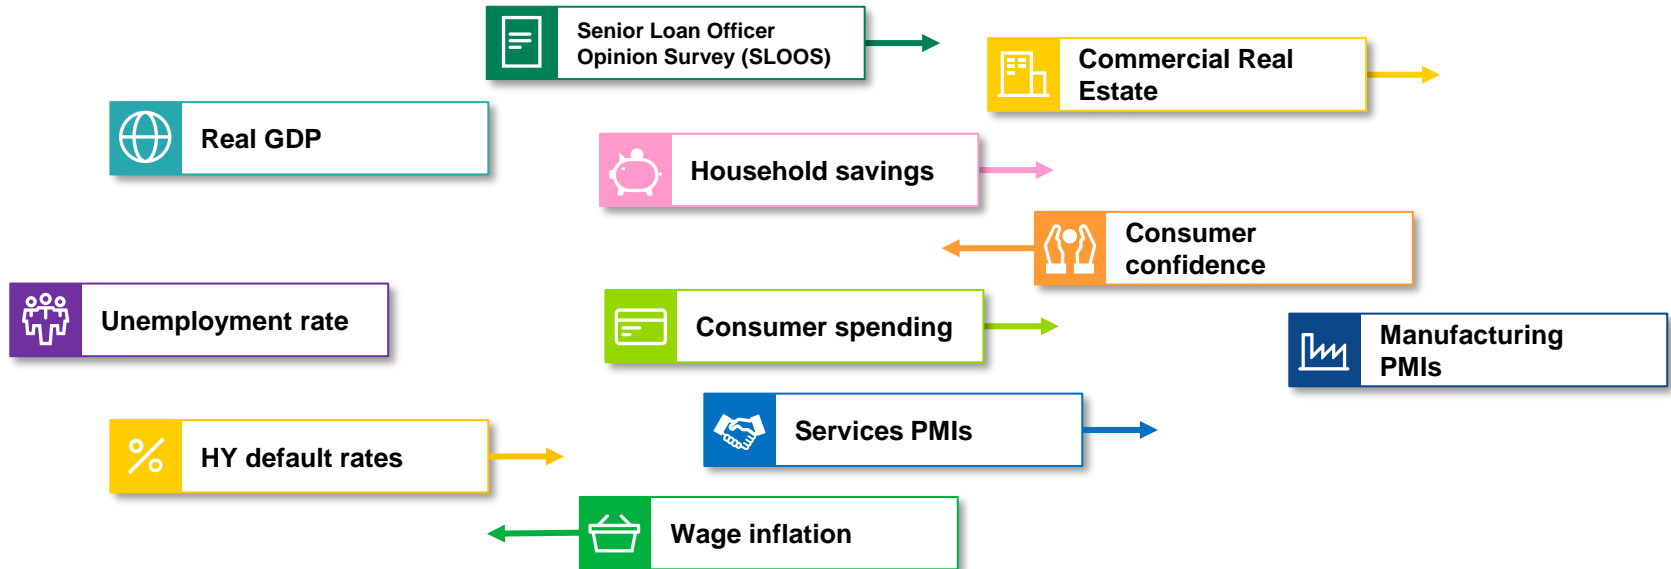 Senior Loan Officer
Opinion Survey (SLOOS)
Commercial Real
Estate
Real GDP
Household savings
Consumer
confidence
Unemployment rate
Consumer spending
Manufacturing
PMIs
Services PMIs
HY default rates
Wage inflation